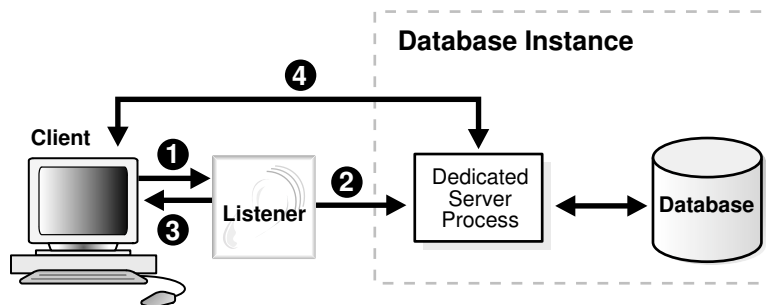 Database Instance
4
Client
1
2
Dedicated
Server
Process
Listener
Database
3